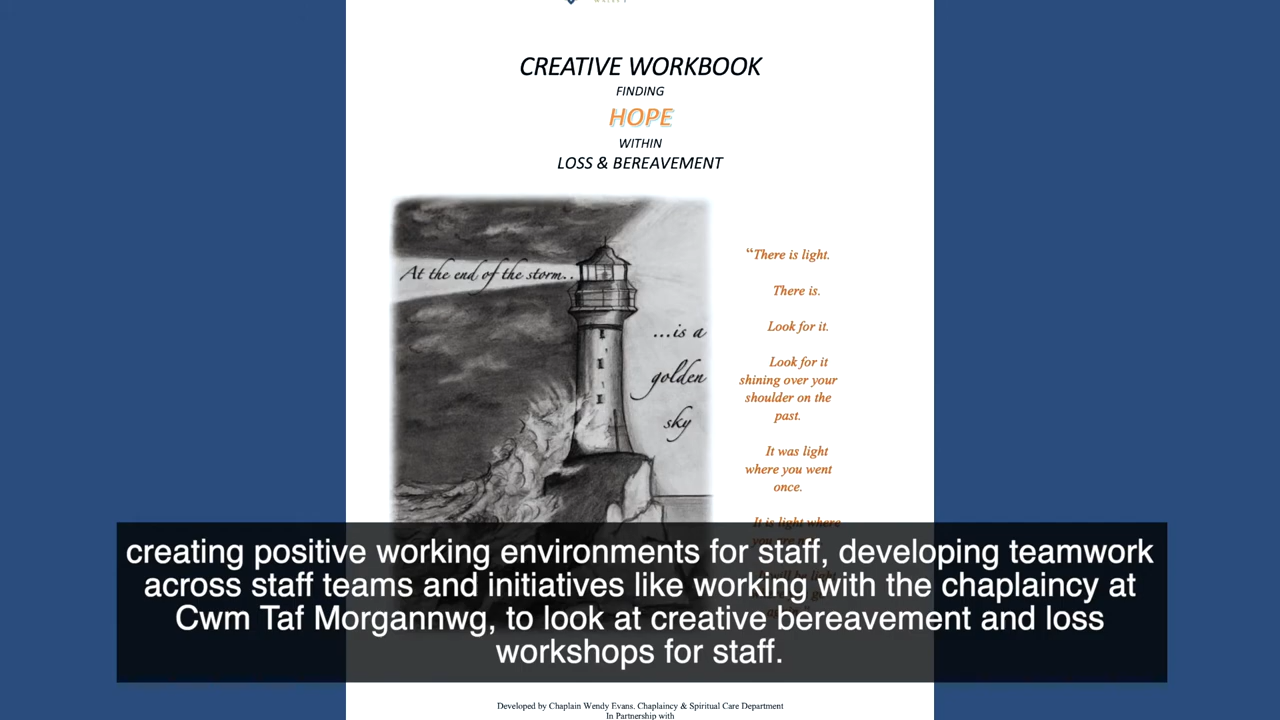 CREATIVE WORKBOOK
FINDING
HOPE
WITHIN
LOSS & BEREAVEMENT
At the end of the storm..
...is a
golden
sky
“There is light.
There is.
Look for it.
Look for it
shining over your
shoulder on the
past.
It was light
where you went
once.
It is light where
creating positive working environments for staff, developing teamwork
across staff teams and initiatives like working with the chaplaincy at
Cwm Taf Morgannwg, to look at creative bereavement and loss
workshops for staff.
Developed by Chaplain Wendy Evans. Chaplaincy & Spiritual Care Department
In Partnership with